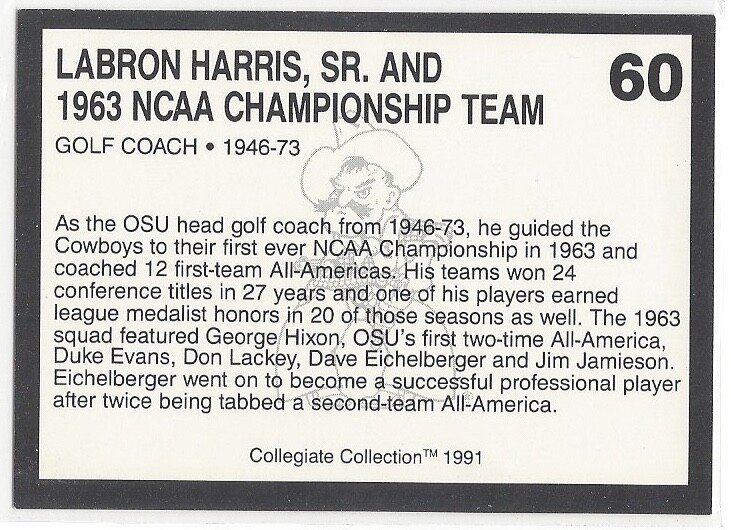 LABRON HARRIS, SR. AND
60
1963 NCAA CHAMPIONSHIP TEAM
GOLF COACH • 1946-73
As the OSU head golf coach from 1946-73, he guided the
Cowboys to their first ever NCAA Championship in 1963 and
coached 12 first-team All-Americas. His teams won 24
conference titles in 27 years and one of his players earned
league medalist honors in 20 of those seasons as well. The 1963
squad featured George Hixon, OSU's first two-time All-America,
Duke Evans, Don Lackey, Dave Eichelberger and Jim Jamieson.
Eichelberger went on to become a successful professional player
after twice being tabbed a second-team All-America.
Collegiate Collection™ 1991